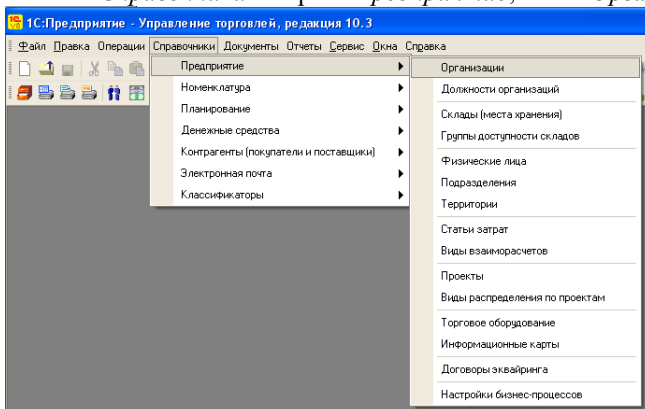 1С:Предприятие - Управление торговлей, редакция 10.3
Файл Правка Операции Справочники Документы Отчеты Сервис Окна Справка
Предприятие
Номенклатура
Планирование
Денежные средства
Контрагенты (покупатели и поставщики)
Электронная почта
Классификаторы
Организации
Должности организаций
Склады (места хранения)
Группы доступности складов
Физические лица
Подразделения
Территории
Статьи затрат
Виды взаиморасчетов
Проекты
Виды распределения по проектам
Торговое оборудование
Информационные карты
Договоры эквайринга
Настройки бизнес-процессов